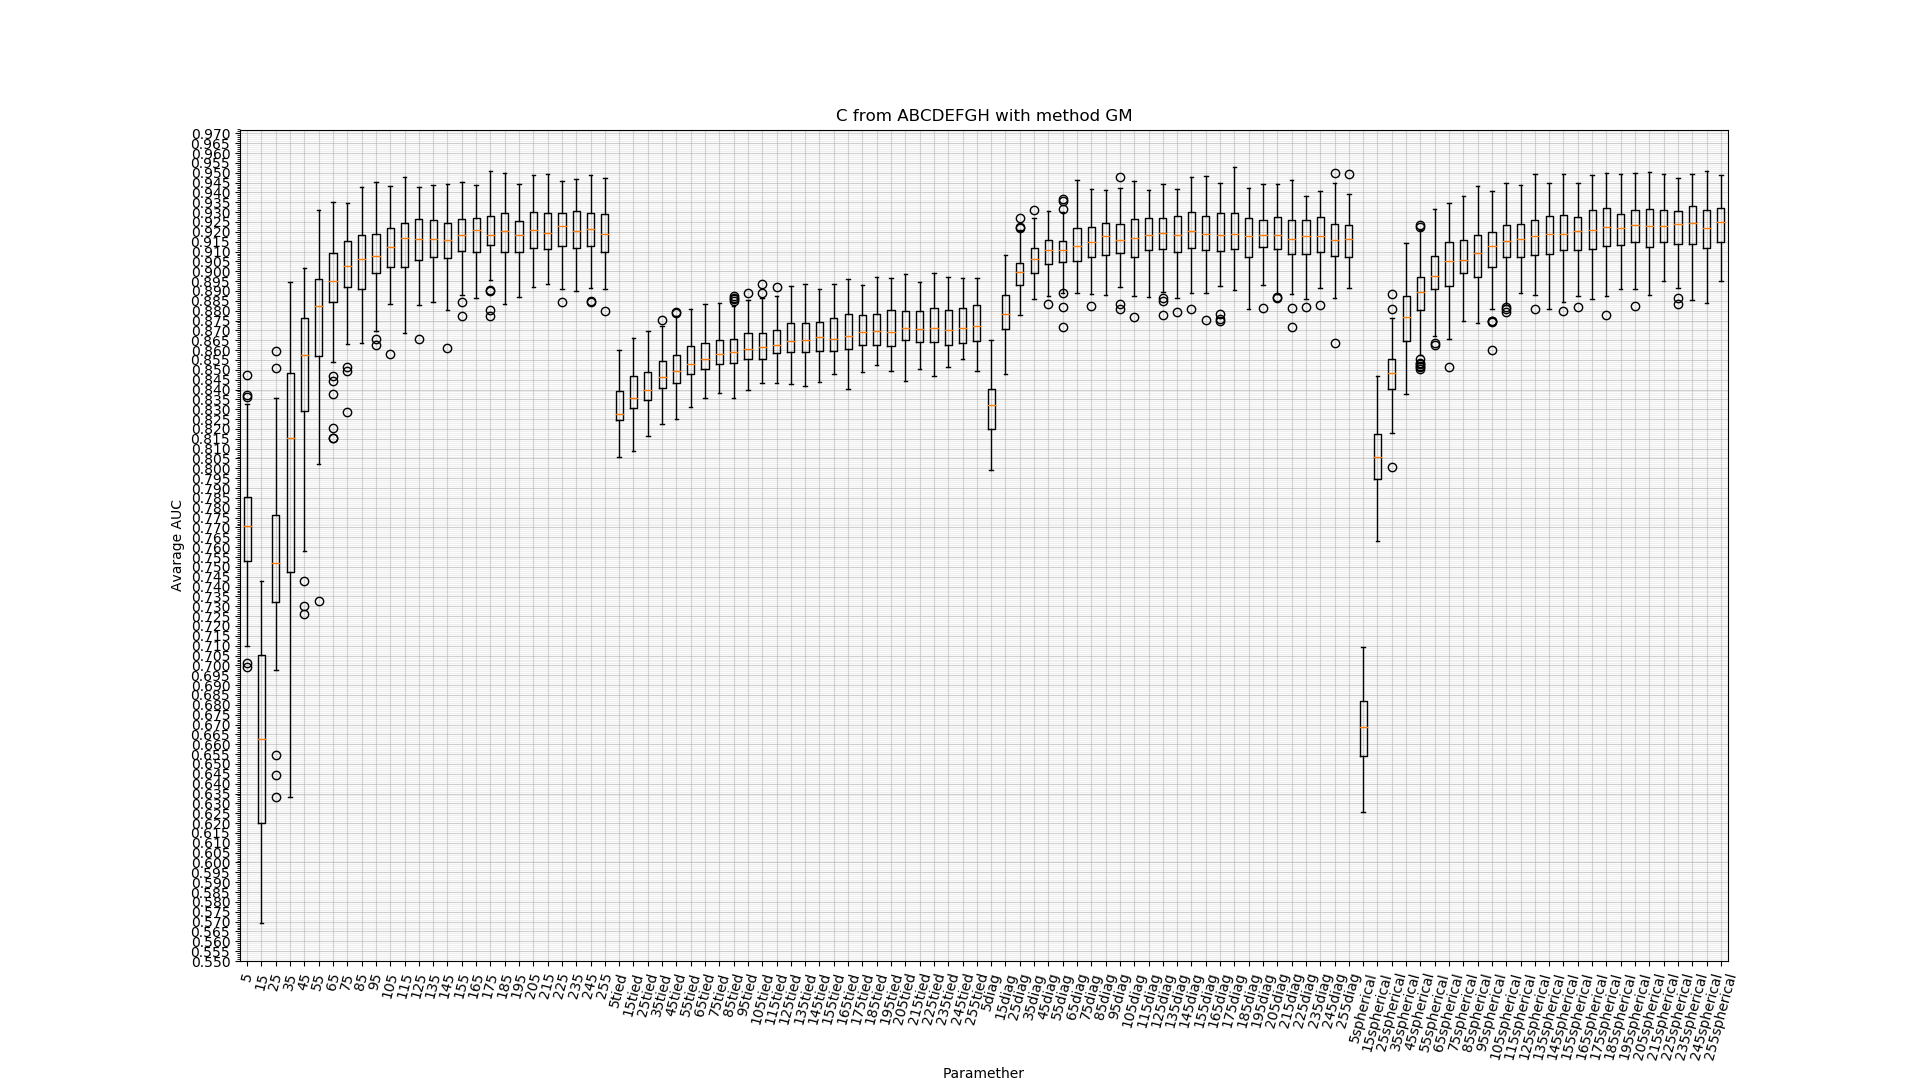 C from ABCDEFGH with method GM
Avarage AUC
0.970
0.965
0.960
0.955
0.950
0.945
0.940
0.935
0.930
0.925
0.920
0.915
0.910
0.905
0.900
0.895
0.890
0.885
0.880
0.875
0.870
0.865
0.860
0.855
0.850
0.845
0.840
0.835
0.830
0.825
0.820
0.815
0.810
0.805
0.800
0.795
0.790
0.785
0.780
0.775
0.770
0.765
0.760
0.755
0.750
0.745
0.740
0.735
0.730
0.725
0.720
0.715
0.710
0.705
0.700
0.695
0.690
0.685
0.680
0.675
0.670
0.665
0.660
0.655
0.650
0.645
0.640
0.635
0.630
0.625
0.620
0.615
0.610
0.605
0.600
0.595
0.590
0.585
0.580
0.575
0.570
0.565
0.560
0.555
0.550
5
15
25
35
45
55
65
75
85
95
105
115
125
135
145
155
165
175
185
195
205
215
225
235
245
255
5tied
15tied
25tied
35tied
45tied
55tied
65tied
75tied
85tied
95tied
105tied
115tied
125tied
135tied
145tied
155tied
165tied
175tied
185tied
195tied
205tied
215tied
225tied
235tied
245tied
255tied
5diag
15diag
25diag
35diag
45diag
55diag
65diag
75diag
85diag
95diag
105diag
115diag
125diag
135diag
145diag
155diag
165diag
175diag
185diag
195diag
205diag
215diag
225diag
235diag
245diag
255diag
5spherical
15spherical
25spherical
35spherical
45spherical
55spherical
65spherical
75spherical
85spherical
95spherical
105spherical
115spherical
125spherical
135spherical
145spherical
155spherical
165spherical
175spherical
185spherical
195spherical
205spherical
215spherical
225spherical
235spherical
245spherical
255spherical
Paramether